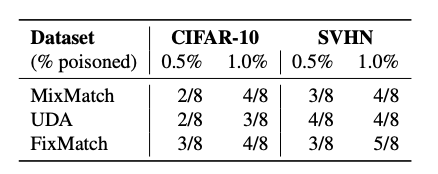 Dataset CIFAR-10 SVHN
(% poisoned) 0.5% 1.0% 0.5% 1.0%
MixMatch 2/8 4/8 3/8 4/8
UDA 2/8 3/8 4/8 4/8
FixMatch 3/8 4/8 3/8 5/8